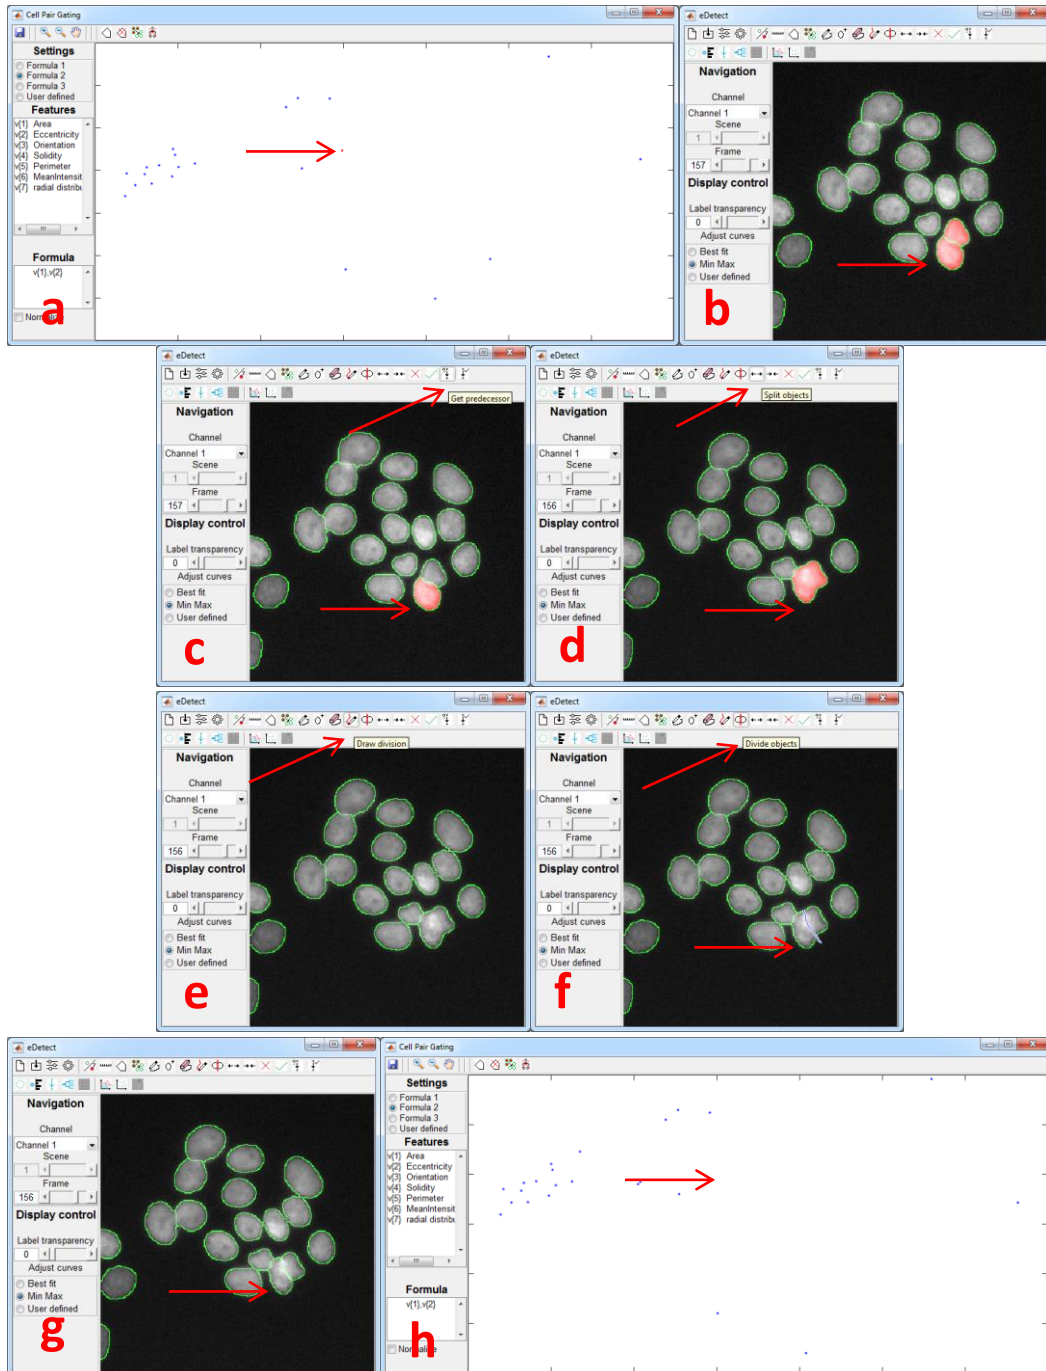 Cell Pair Gating
Settings
Formula 1
Formula 2
Formula 3
User defined
Features
v{1} Area
v{2} Eccentricity
v{3} Orientation
v{4} Solidity
v{5} Perimeter
v{6} MeanIntensit
v{7} radial distribu
Formula
v{1},v{2}
Normalize
a
eDetect
Navigation
Channel
Channel 1
Scene
1
Frame
157
Display control
Label transparency
0
Adjust curves
Best fit
Min Max
User defined
b
eDetect
Get predecessor
Navigation
Channel
Channel 1
Scene
1
Frame
157
Display control
Label transparency
0
Adjust curves
Best fit
Min Max
User defined
c
eDetect
Split objects
Navigation
Channel
Channel 1
Scene
1
Frame
156
Display control
Label transparency
0
Adjust curves
Best fit
Min Max
User defined
d
eDetect
Draw division
Navigation
Channel
Channel 1
Scene
1
Frame
156
Display control
Label transparency
0
Adjust curves
Best fit
Min Max
User defined
e
eDetect
Divide objects
Navigation
Channel
Channel 1
Scene
1
Frame
156
Display control
Label transparency
0
Adjust curves
Best fit
Min Max
User defined
f
eDetect
Navigation
Channel
Channel 1
Scene
1
Frame
156
Display control
Label transparency
0
Adjust curves
Best fit
Min Max
User defined
g
Cell Pair Gating
Settings
Formula 1
Formula 2
Formula 3
User defined
Features
v{1} Area
v{2} Eccentricity
v{3} Orientation
v{4} Solidity
v{5} Perimeter
v{6} MeanIntensit
v{7} radial distribu
Formula
v{1},v{2}
Normalize
h